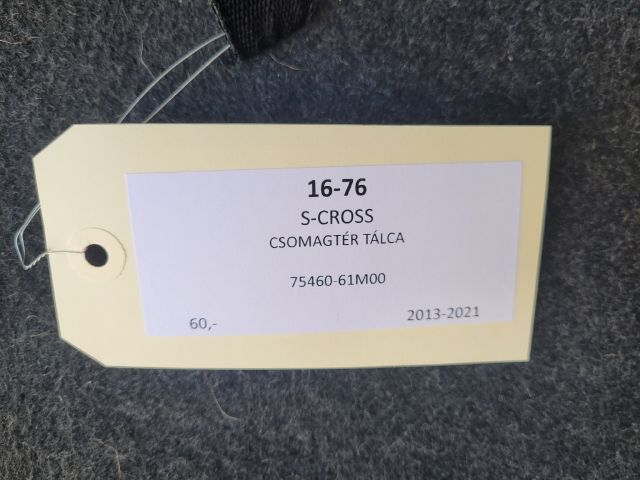 16-76
S-CROSS
CSOMAGTÉR TÁLCA
75460-61M00
60,- 2013-2021